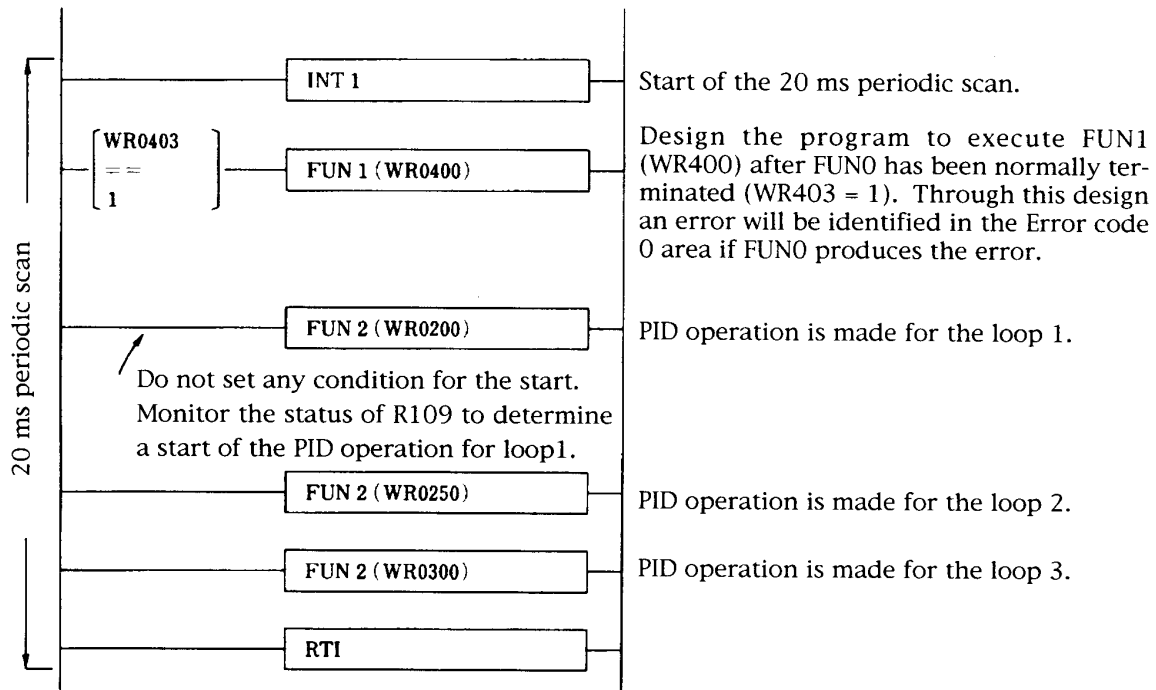 20 ms periodic scan
INT 1
Start of the 20 ms periodic scan.
WR0403
==
1
FUN 1 (WR0400)
Design the program to execute FUN1
(WR400) after FUN0 has been normally ter-
minated (WR403 = 1). Through this design
an error will be identified in the Error code
0 area if FUN0 produces the error.
FUN 2 (WR0200)
PID operation is made for the loop 1.
Do not set any condition for the start.
Monitor the status of R109 to determine
a start of the PID operation for loop1.
FUN 2 (WR0250)
PID operation is made for the loop 2.
FUN 2 (WR0300)
PID operation is made for the loop 3.
RTI